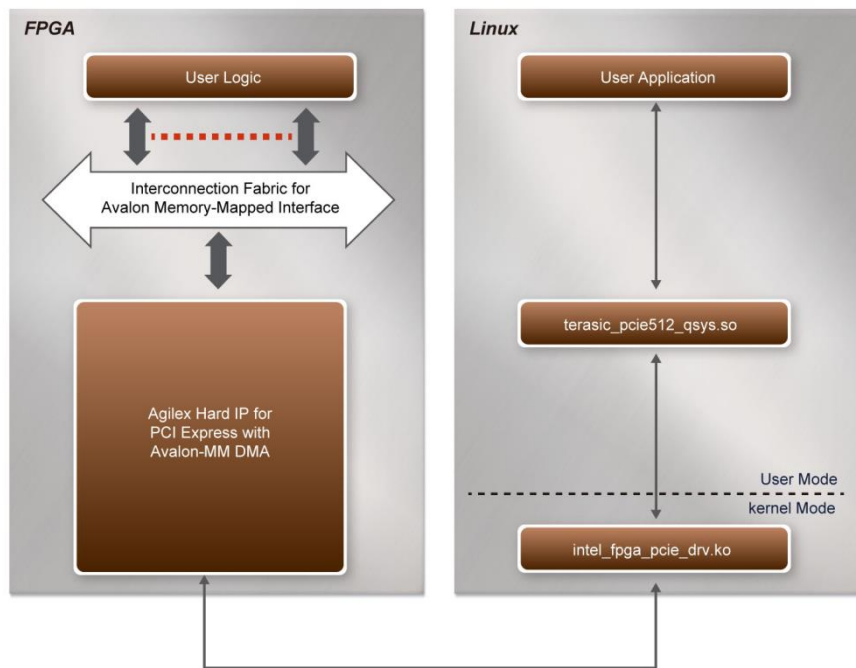 FPGA
User Logic
Interconnection Fabric for
Avalon Memory-Mapped Interface
Agilex Hard IP for
PCI Express with
Avalon-MM DMA
Linux
User Application
terasic_pcie512_qsys.so
User Mode
kernel Mode
intel_fpga_pcie_drv.ko